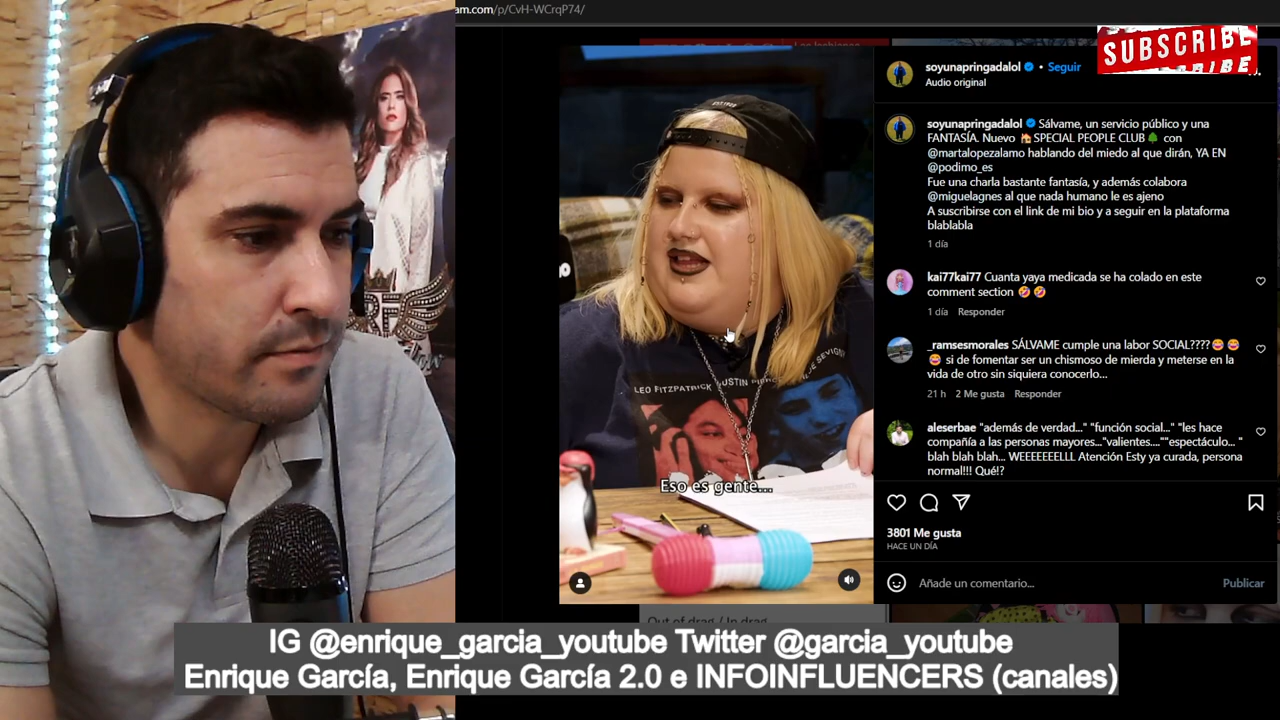 am.com/p/CvH-WCrqP74/
SUBSCRIBE
soyunapringadalol • Seguir
Audio original
soyunapringadalol Sálvame, un servicio público y una
FANTASÍA. Nuevo 🏠SPECIAL PEOPLE CLUB🌲 con
@martalopezalamo hablando del miedo al que dirán, YA EN
@podimo_es
Fue una charla bastante fantasía, y además colabora
@miguelagnes al que nada humano le es ajeno
A suscribirse con el link de mi bio y a seguir en la plataforma
blablabla
1 día
kai77kai77 Cuanta yaya medicada se ha colado en este
comment section 🤣🤣
1 día Responder
_ramsesmorales SÁLVAME cumple una labor SOCIAL????😂😂
😂 si de fomentar ser un chismoso de mierda y meterse en la
vida de otro sin siquiera conocerlo...
21 h 2 Me gusta Responder
aleserbae "además de verdad..." "función social..." "les hace
compañía a las personas mayores..."valientes....""espectáculo... "
blah blah blah... WEEEEEELLL Atención Esty ya curada, persona
normal!!! Qué!?
3801 Me gusta
HACE UN DÍA
Añade un comentario...
Publicar
LEO FITZPATRICK JUSTIN PIERCE
SEVIGNY
Eso es gente...
IG @enrique_garcia_youtube Twitter @garcia_youtube
Enrique García, Enrique García 2.0 e INFOINFLUENCERS (canales)